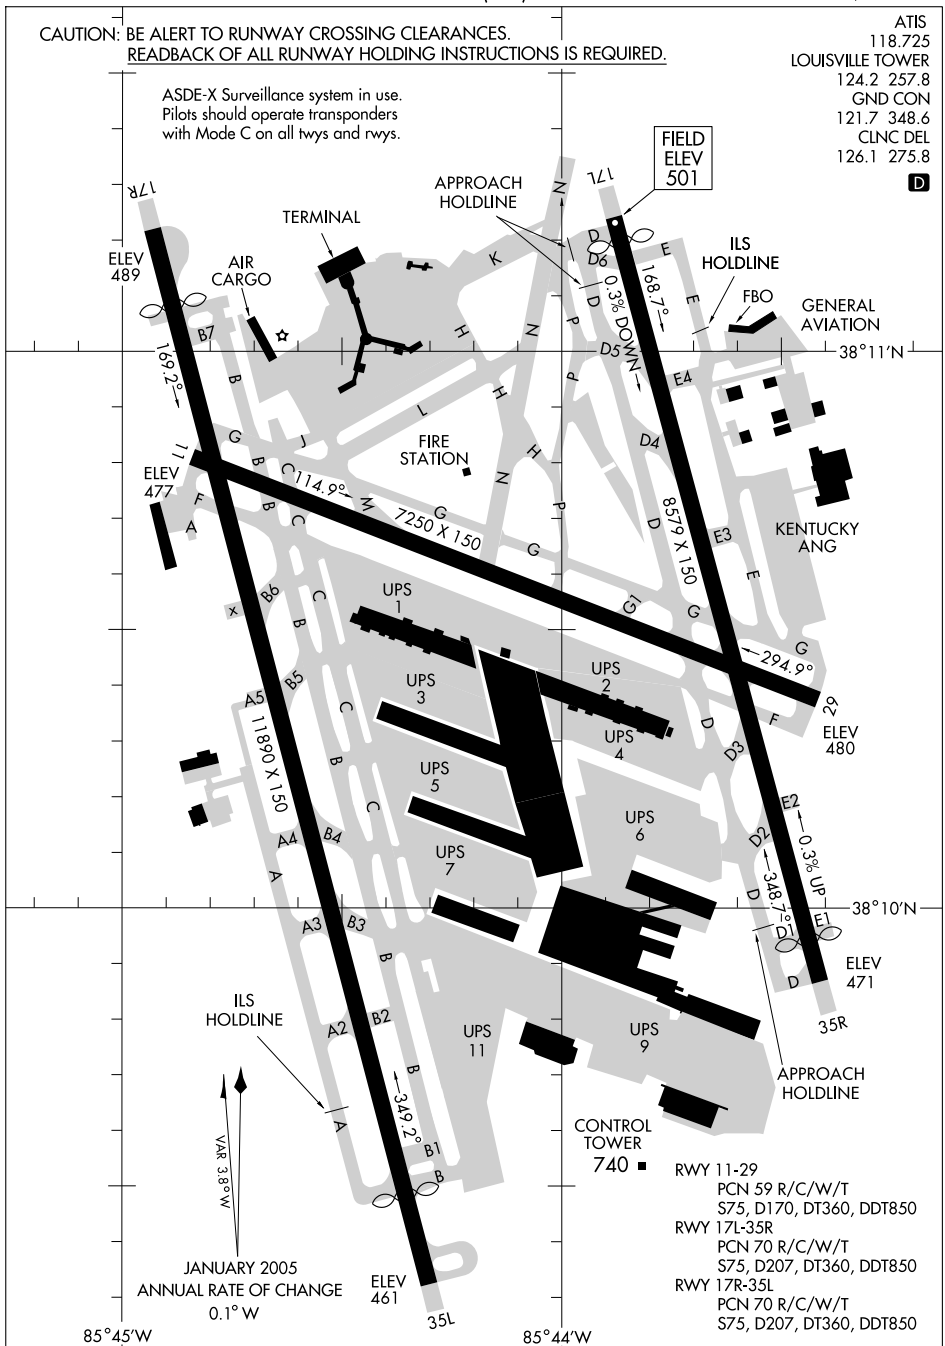 CAUTION: BE ALERT TO RUNWAY CROSSING CLEARANCES.
READBACK OF ALL RUNWAY HOLDING INSTRUCTIONS IS REQUIRED.
ATIS
118.725
LOUISVILLE TOWER
124.2 257.8
GND CON
121.7 348.6
CLNC DEL
126.1 275.8
D
ASDE-X Surveillance system in use.
Pilots should operate transponders
with Mode C on all twys and rwys.
FIELD
ELEV
501
APPROACH
HOLDLINE
17R
17L
N
TERMINAL
ELEV
489
AIR
CARGO
K
D
D6
E
ILS
HOLDLINE
FBO
GENERAL
AVIATION
168.7°
0.3% DOWN
D
E
P
N
H
B7
B
169.2°
38°11'N
D5
P
E4
H
L
J
G
B
C
11
FIRE
STATION
H
D4
ELEV
477
F
A
B
C
114.9°
M
G
7250 X 150
N
P
G
D
8579 X 150
E3
KENTUCKY
ANG
E
X
B6
C
B
UPS
1
G1
G
G
294.9°
29
ELEV
480
A5
B5
C
UPS
3
UPS
2
UPS
4
D
F
D3
11890 X 150
B
UPS
5
C
A4
B4
UPS
6
E2
D2
0.3% UP
A
UPS
7
348.7°
D
D1
E1
38°10'N
A3
B3
B
D
ELEV
471
35R
ILS
HOLDLINE
A2
B2
UPS
11
UPS
9
B
APPROACH
HOLDLINE
A
349.2°
VAR 3.8° W
B1
B
CONTROL
TOWER
740
RWY 11-29
PCN 59 R/C/W/T
S75, D170, DT360, DDT850
RWY 17L-35R
PCN 70 R/C/W/T
S75, D207, DT360, DDT850
RWY 17R-35L
PCN 70 R/C/W/T
S75, D207, DT360, DDT850
JANUARY 2005
ANNUAL RATE OF CHANGE
0.1° W
ELEV
461
35L
85°45'W
85°44'W